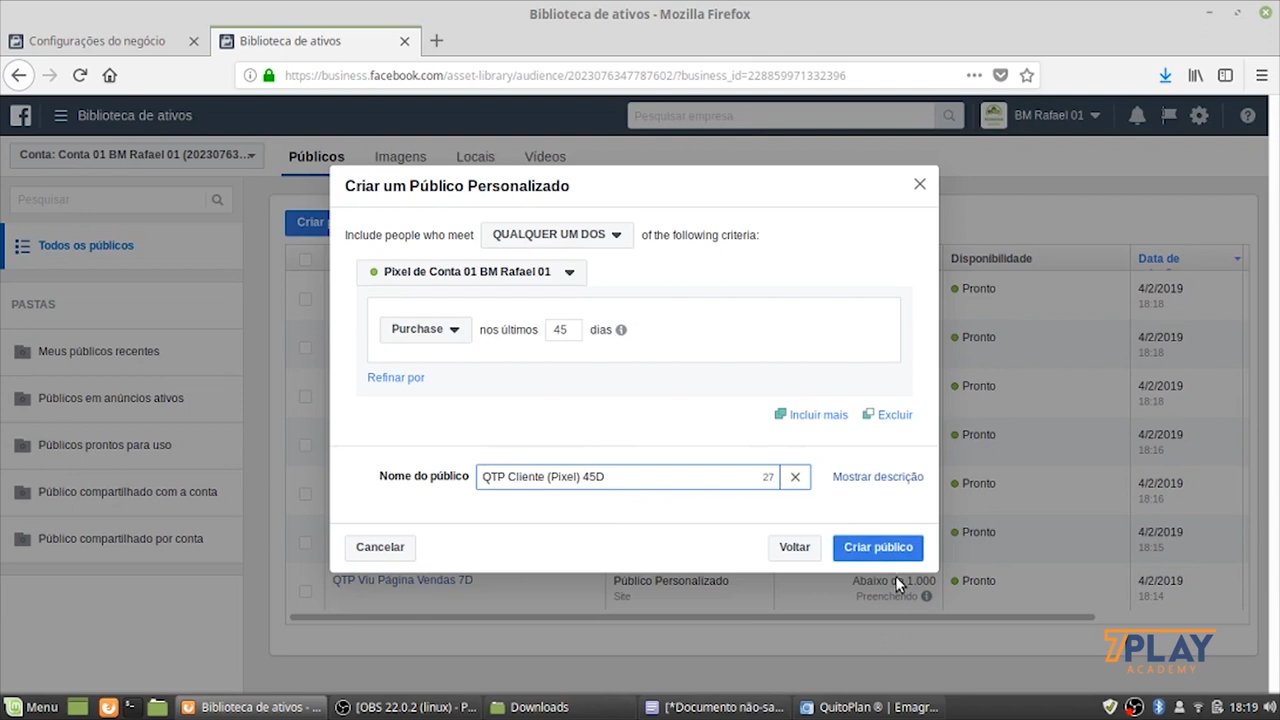 Biblioteca de ativos - Mozilla Firefox
Configurações do negócio
Biblioteca de ativos
https://business.facebook.com/asset-library/audience/2023076347787602/?business_id=228859971332396
Biblioteca de ativos
Pesquisar empresa
BM Rafael 01
Conta: Conta 01 BM Rafael 01 (20230763...
Públicos
Imagens
Locais
Vídeos
Pesquisar
Todos os públicos
PASTAS
Meus públicos recentes
Públicos em anúncios ativos
Públicos prontos para uso
Público compartilhado com a conta
Público compartilhado por conta
Criar
Criar um Público Personalizado
Include people who meet QUALQUER UM DOS of the following criteria:
Pixel de Conta 01 BM Rafael 01
Purchase nos últimos 45 dias
Refinar por
Incluir mais Excluir
Nome do público QTP Cliente (Pixel) 45D 27 Mostrar descrição
Cancelar Voltar Criar público
Disponibilidade Data de
Pronto 4/2/2019
18:18
Pronto 4/2/2019
18:18
Pronto 4/2/2019
18:18
Pronto 4/2/2019
18:16
Pronto 4/2/2019
18:16
Pronto 4/2/2019
18:15
QTP Viu Página Vendas 7D Público Personalizado Abaixo de 1.000 Pronto 4/2/2019
Site Preenchendo 18:14
7PLAY
ACADEMY
Menu
Biblioteca de ativos - ...
[OBS 22.0.2 (linux) - P...
Downloads
[*Documento não-sa...
QuitoPlan ® | Emagr...
18:19